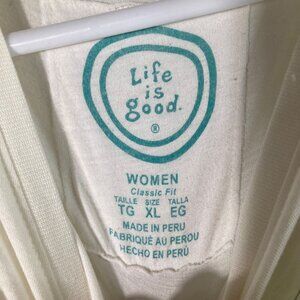 Life
is
good.
®
WOMEN
Classic Fit
TAILLE SIZE TALLA
TG XL EG
MADE IN PERU
FABRIQUÉ AU PEROU
HECHO EN PERÚ